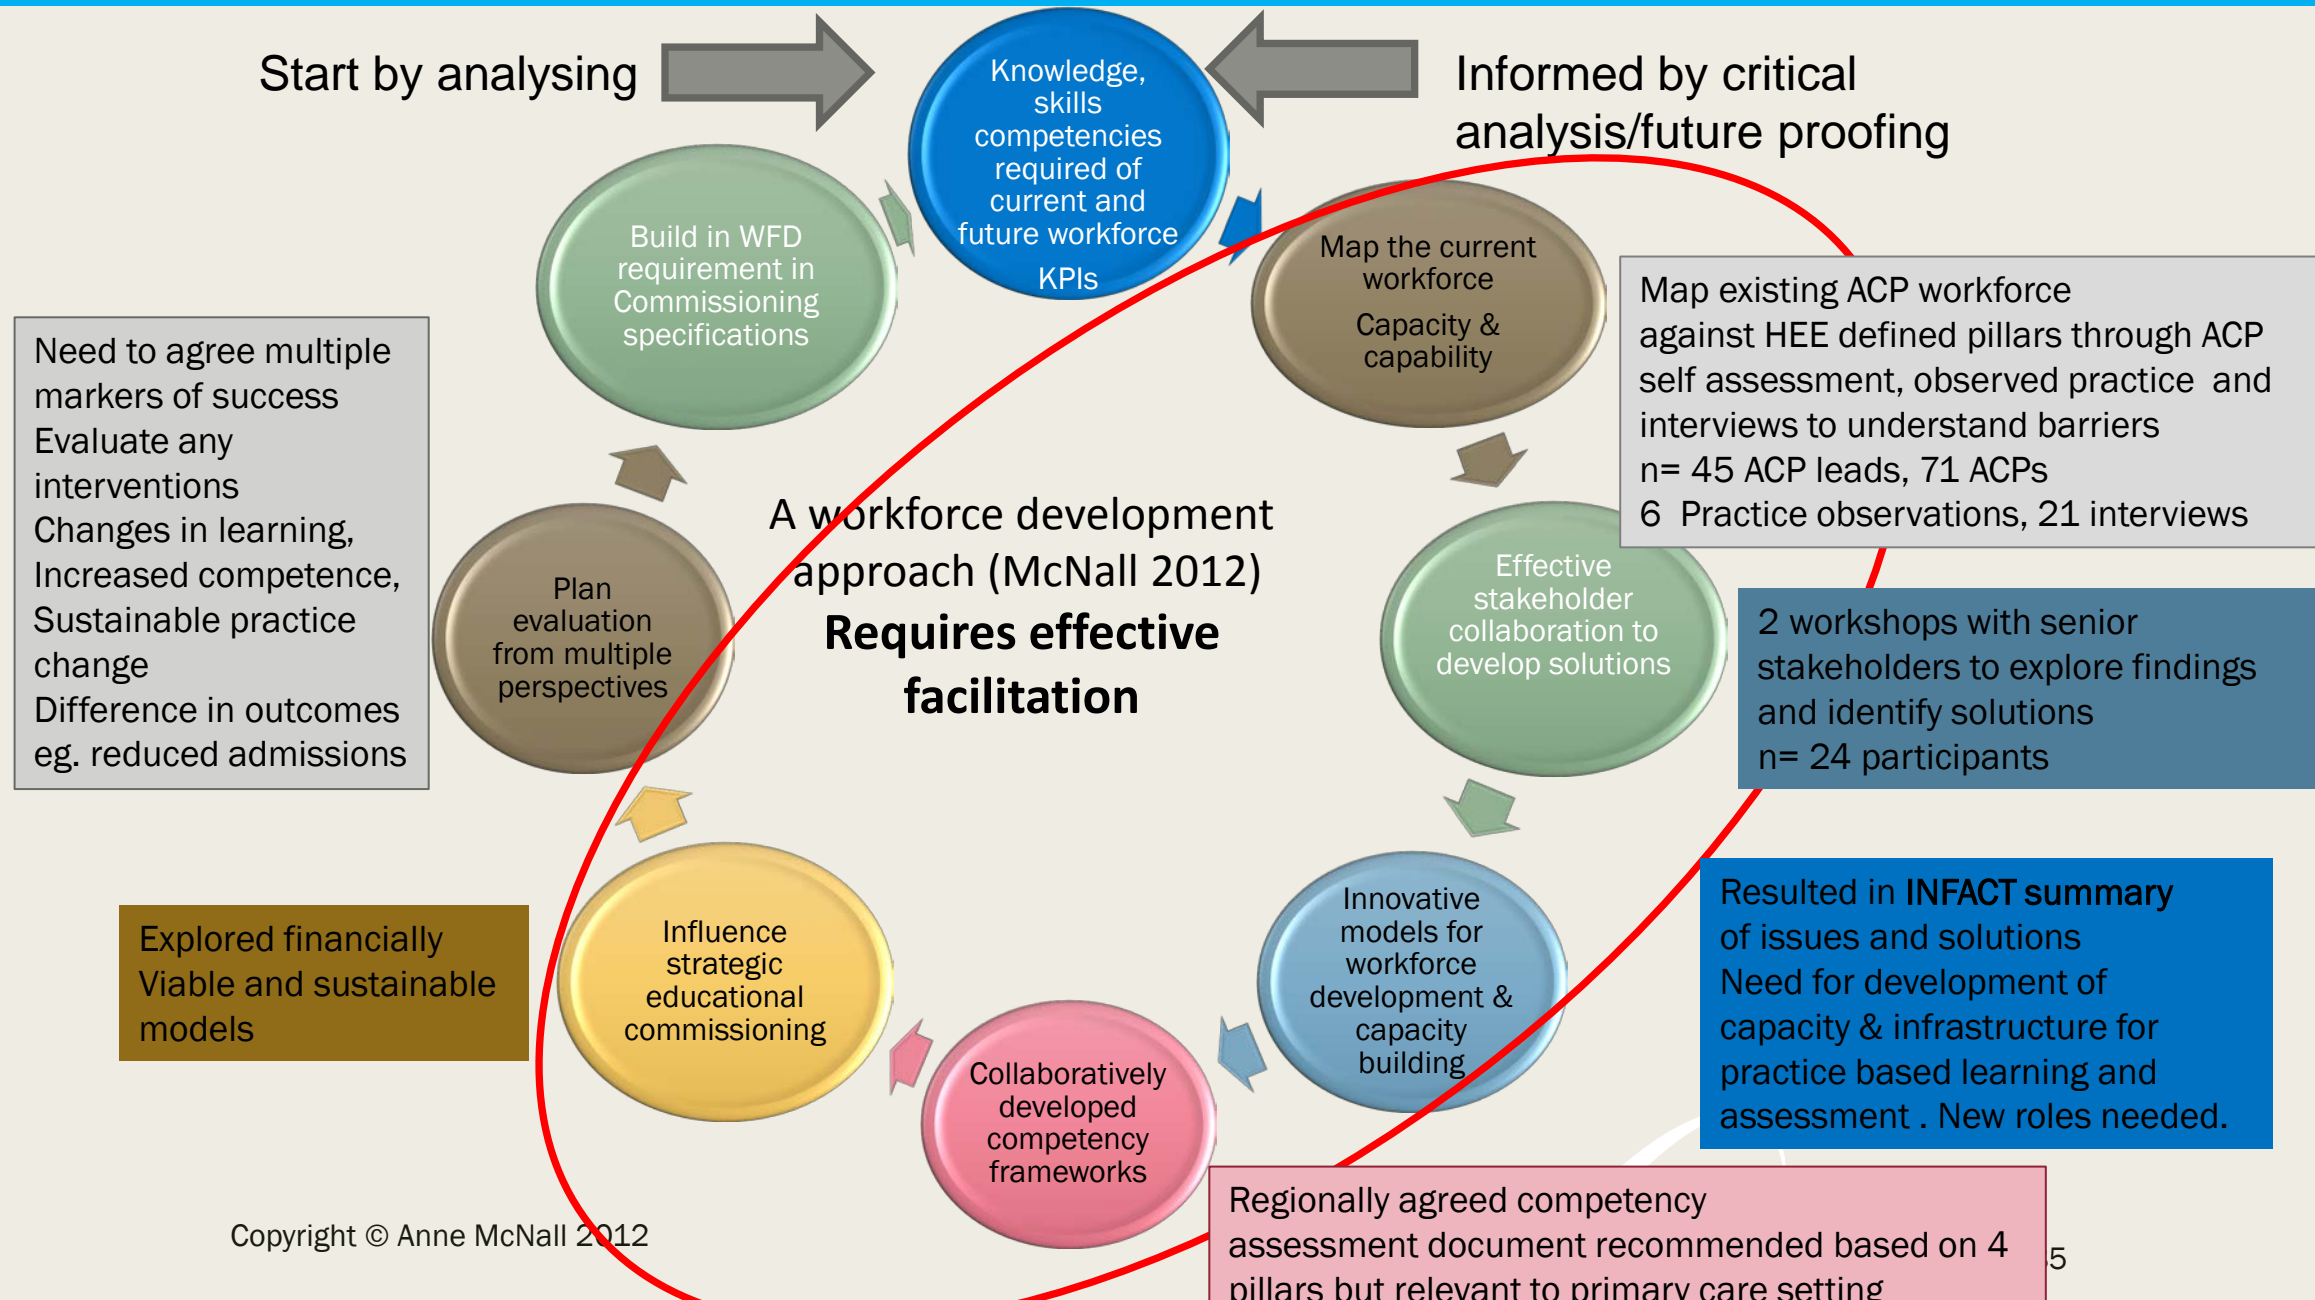 Start by analysing
Informed by critical
analysis/future proofing
Knowledge,
skills
competencies
required of
current and
future workforce
KPIs
Map the current
workforce
Capacity &
capability
Map existing ACP workforce
against HEE defined pillars through ACP
self assessment, observed practice and
interviews to understand barriers
n= 45 ACP leads, 71 ACPs
6 Practice observations, 21 interviews
Effective
stakeholder
collaboration to
develop solutions
2 workshops with senior
stakeholders to explore findings
and identify solutions
n= 24 participants
Innovative
models for
workforce
development &
capacity
building
Resulted in INFACT summary
of issues and solutions
Need for development of
capacity & infrastructure for
practice based learning and
assessment . New roles needed.
Collaboratively
developed
competency
frameworks
Regionally agreed competency
assessment document recommended based on 4
pillars but relevant to primary care setting
Influence
strategic
educational
commissioning
Explored financially
Viable and sustainable
models
Plan
evaluation
from multiple
perspectives
Need to agree multiple
markers of success
Evaluate any
interventions
Changes in learning,
Increased competence,
Sustainable practice
change
Difference in outcomes
eg. reduced admissions
Build in WFD
requirement in
Commissioning
specifications
A workforce development
approach (McNall 2012)
Requires effective
facilitation
Copyright © Anne McNall 2012
5